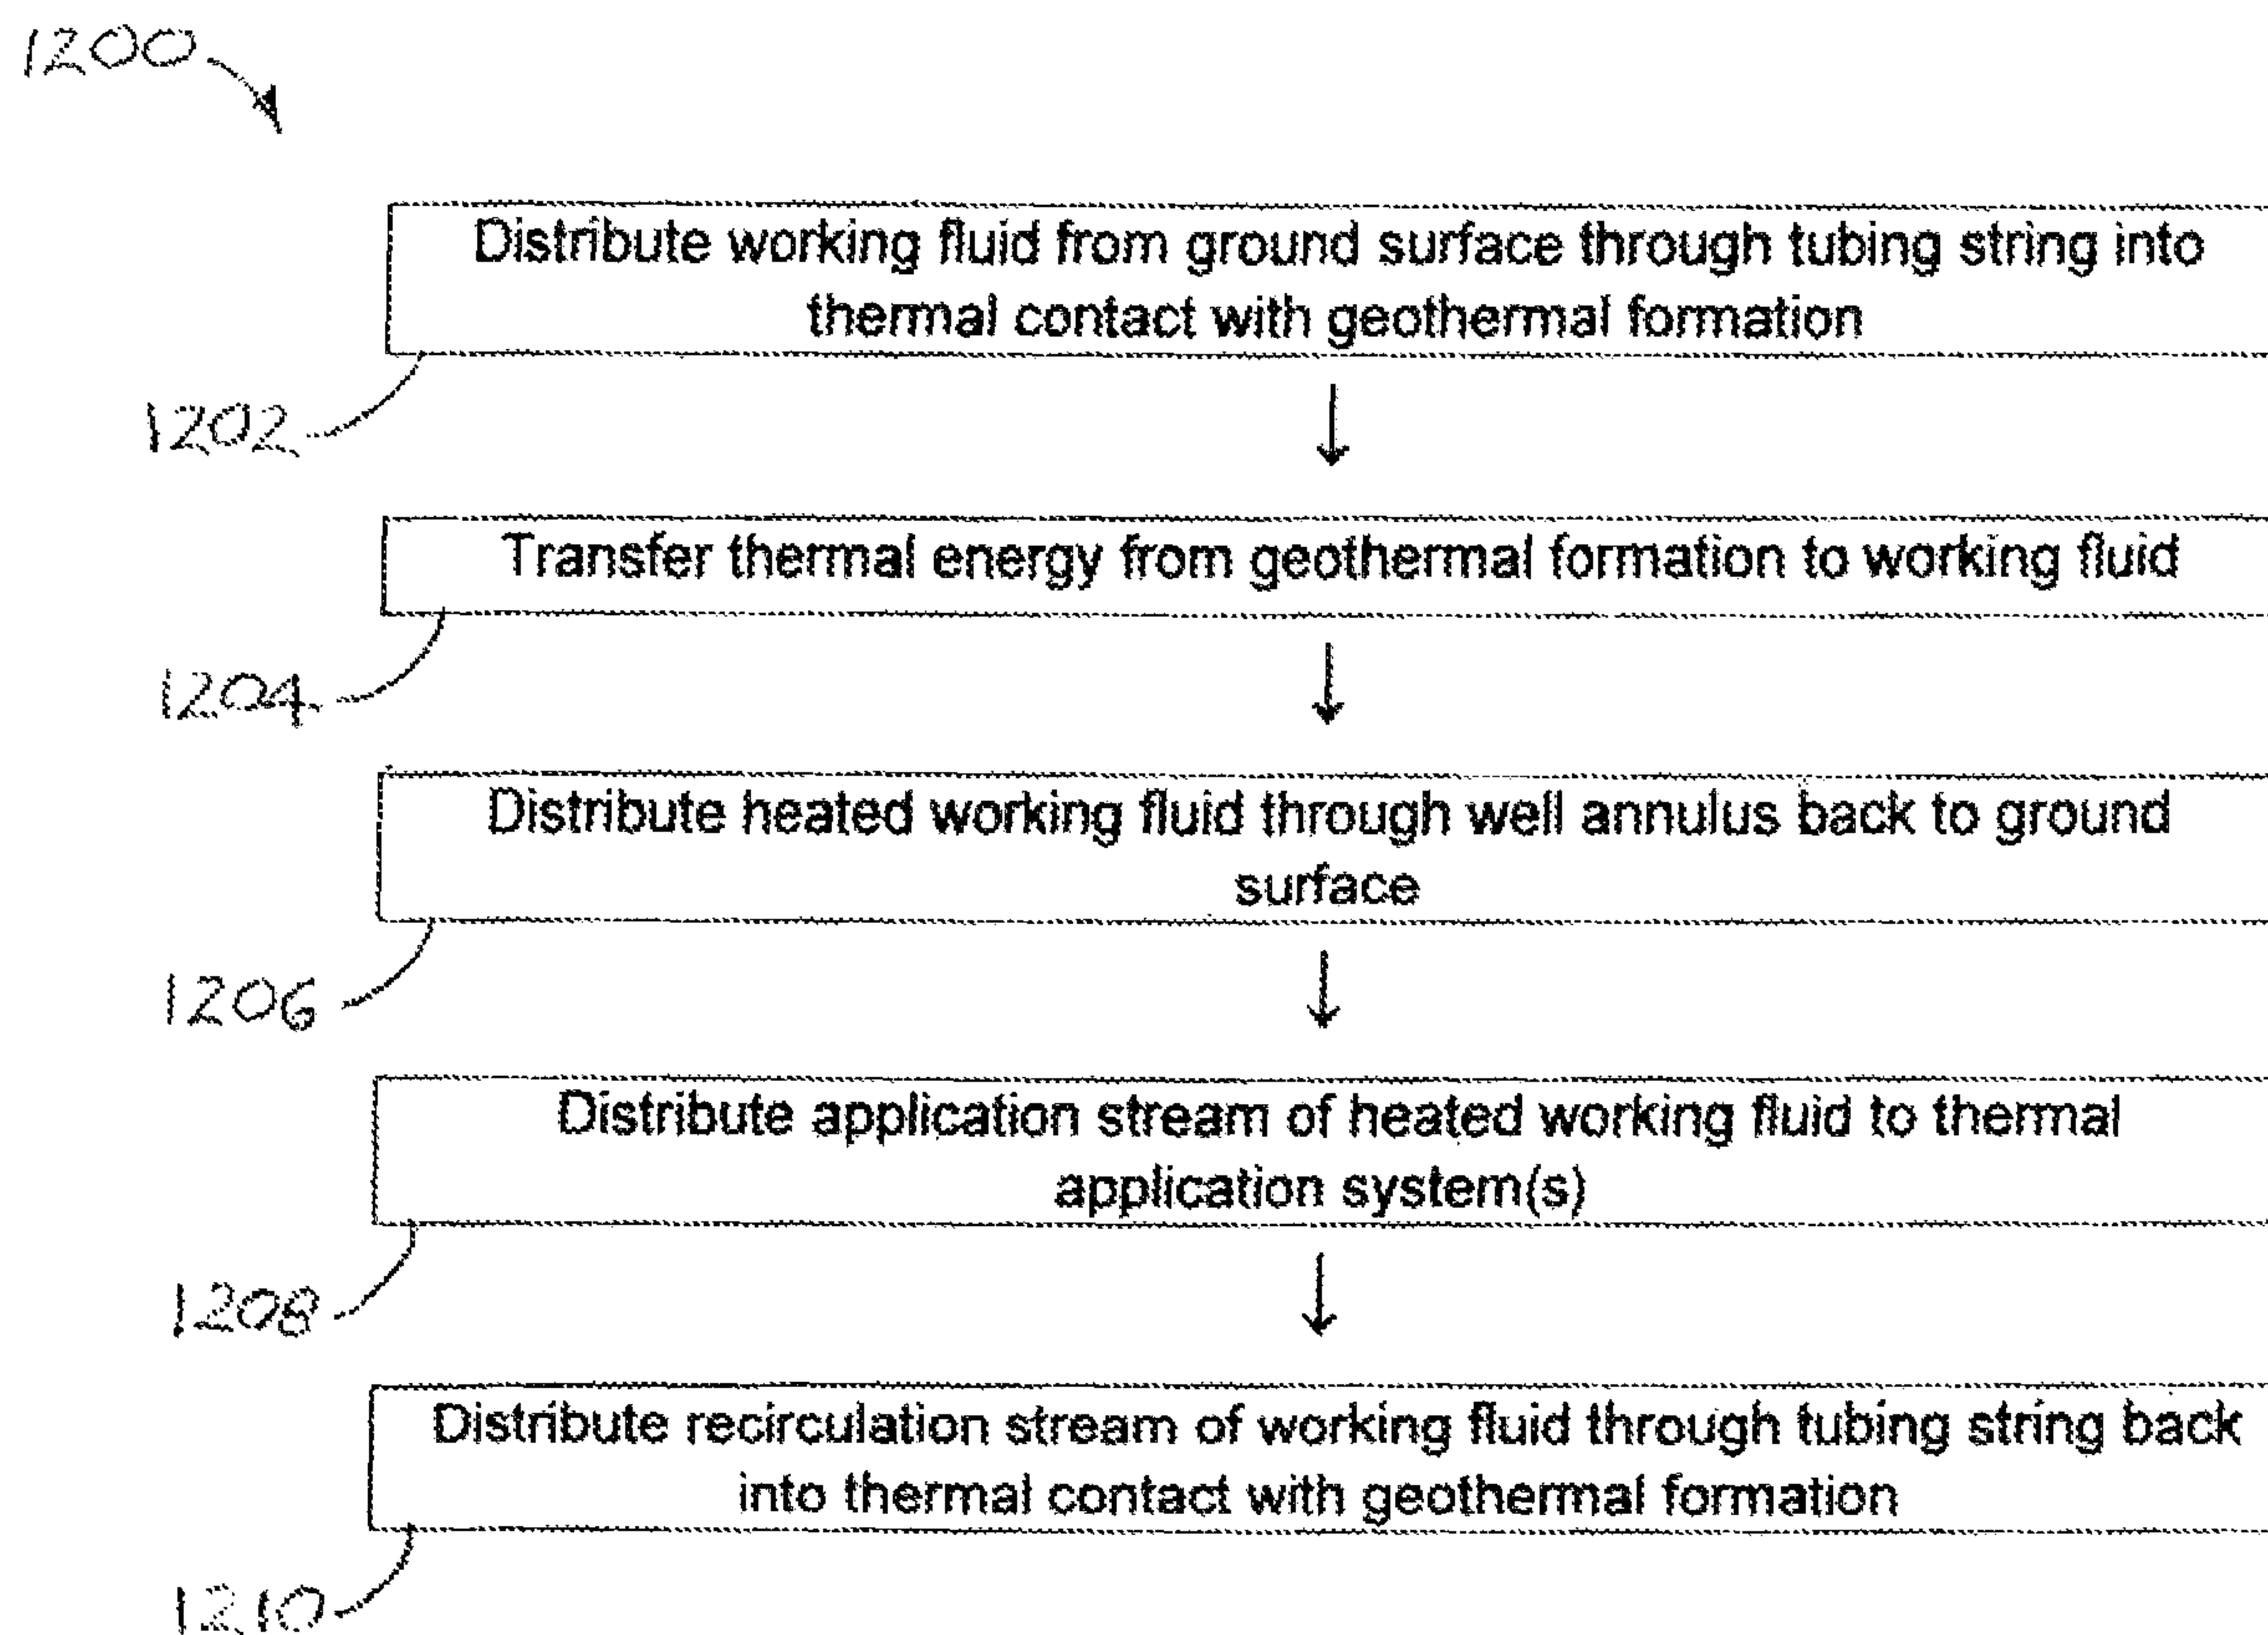 1200
Distribute working fluid from ground surface through tubing string into
thermal contact with geothermal formation
1202
Transfer thermal energy from geothermal formation to working fluid
1204
Distribute heated working fluid through well annulus back to ground
surface
1206
Distribute application stream of heated working fluid to thermal
application system(s)
1208
Distribute recirculation stream of working fluid through tubing string back
into thermal contact with geothermal formation
1210